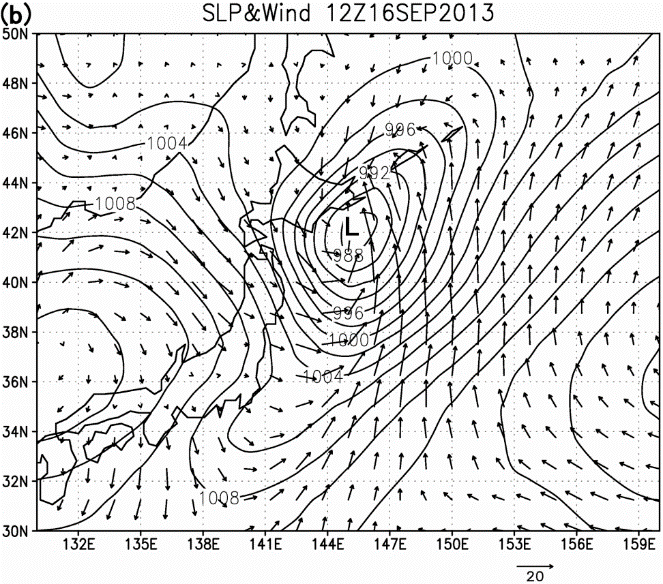 (b) SLP&Wind 12Z16SEP2013
50N
1000
48N
996
46N
1004
992
44N
1008
L
42N
988
40N
996
38N
1000
1004
36N
34N
32N
1008
30N
132E 135E 138E 141E 144E 147E 150E 153E 156E 159E
20